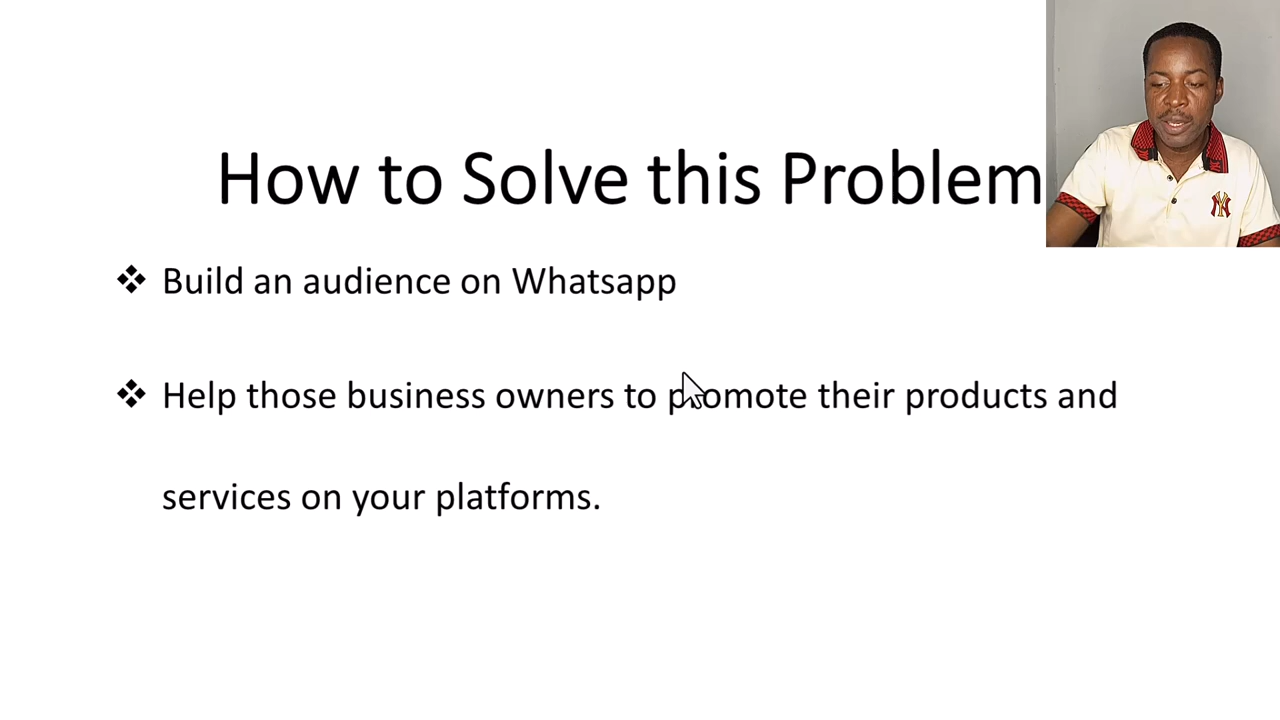 How to Solve this Problem
❖ Build an audience on Whatsapp
❖ Help those business owners to promote their products and
services on your platforms.
NY